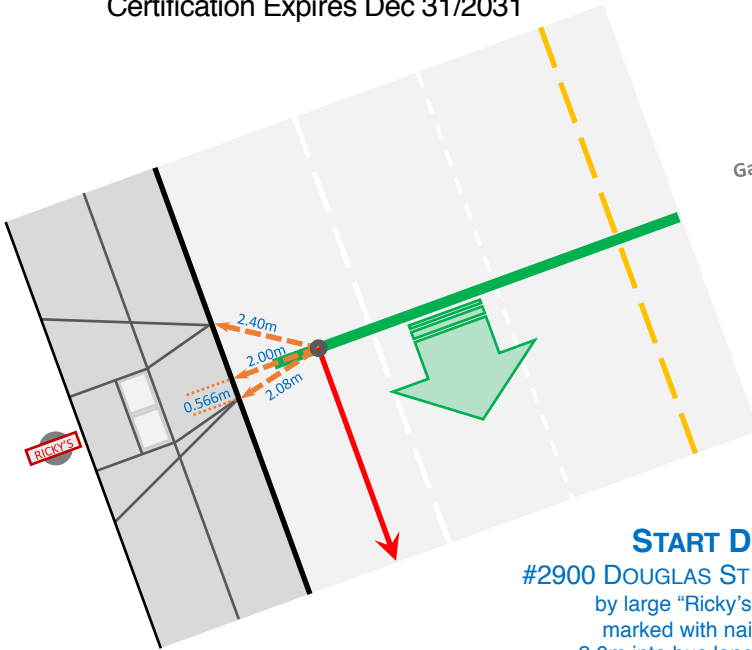 Certification Expires Dec 31/2031
Ga
2.40m
2.00m
2.08m
0.566m
RICKY'S
START D
#2900 DOUGLAS ST
by large “Ricky’s
marked with nai